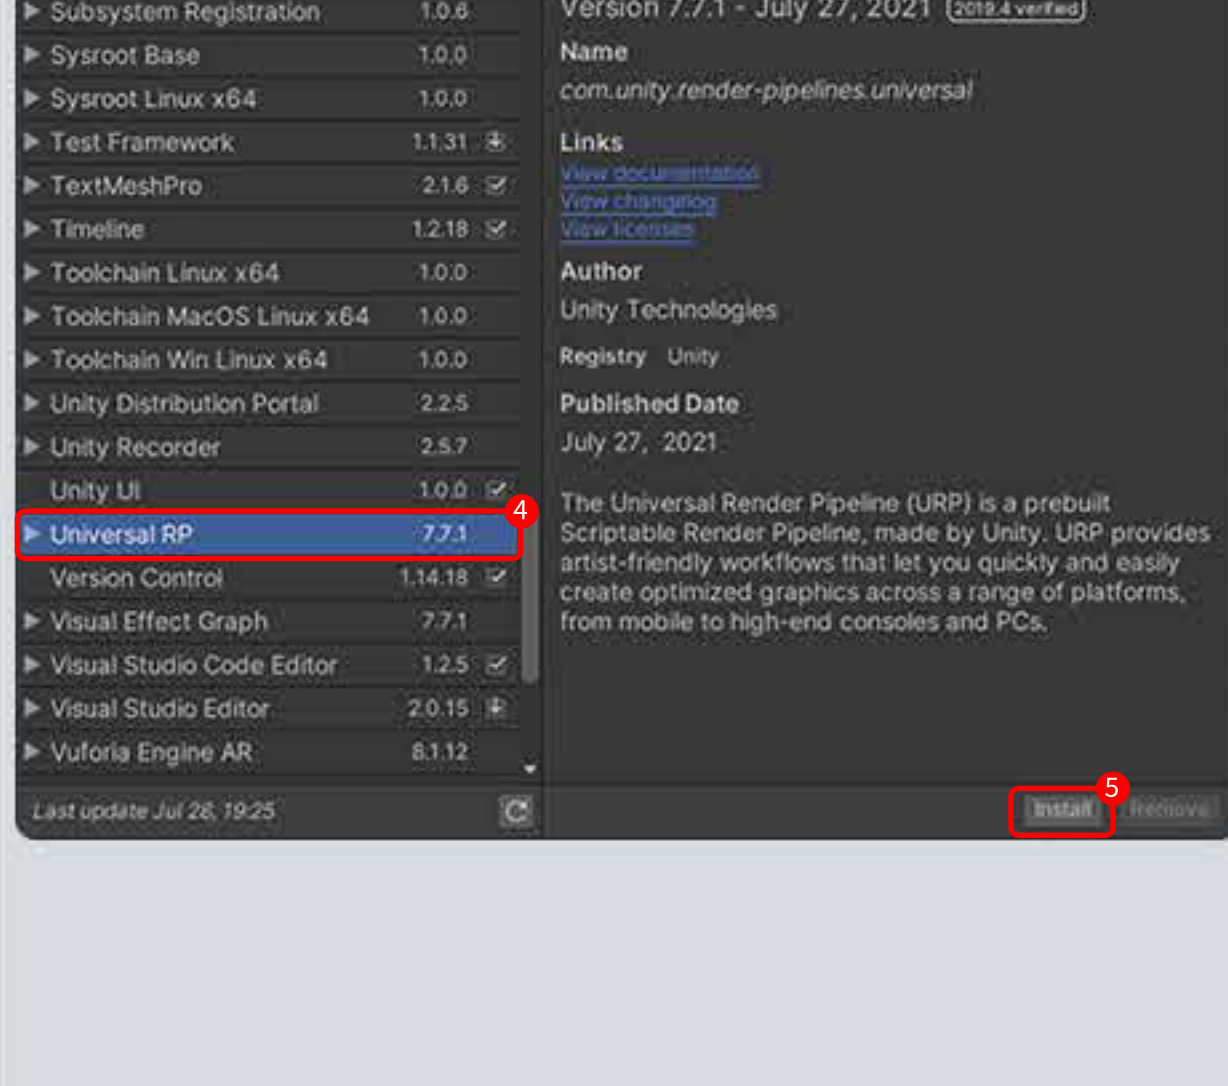 Subsystem Registration 1.0.6
Sysroot Base 1.0.0
Sysroot Linux x64 1.0.0
Test Framework 1.1.31
TextMeshPro 2.1.6
Timeline 1.2.18
Toolchain Linux x64 1.0.0
Toolchain MacOS Linux x64 1.0.0
Toolchain Win Linux x64 1.0.0
Unity Distribution Portal 2.2.5
Unity Recorder 2.5.7
Unity UI 1.0.0
4
Universal RP 7.7.1
Version Control 1.14.18
Visual Effect Graph 7.7.1
Visual Studio Code Editor 1.2.5
Visual Studio Editor 2.0.15
Vuforia Engine AR 8.1.12
Last update Jul 28, 19:25
Version 7.7.1 - July 27, 2021 2019.4 verified
Name
com.unity.render-pipelines.universal
Links
View documentation
View changelog
View licenses
Author
Unity Technologies
Registry Unity
Published Date
July 27, 2021
The Universal Render Pipeline (URP) is a prebuilt
Scriptable Render Pipeline, made by Unity. URP provides
artist-friendly workflows that let you quickly and easily
create optimized graphics across a range of platforms,
from mobile to high-end consoles and PCs.
5
Install Remove